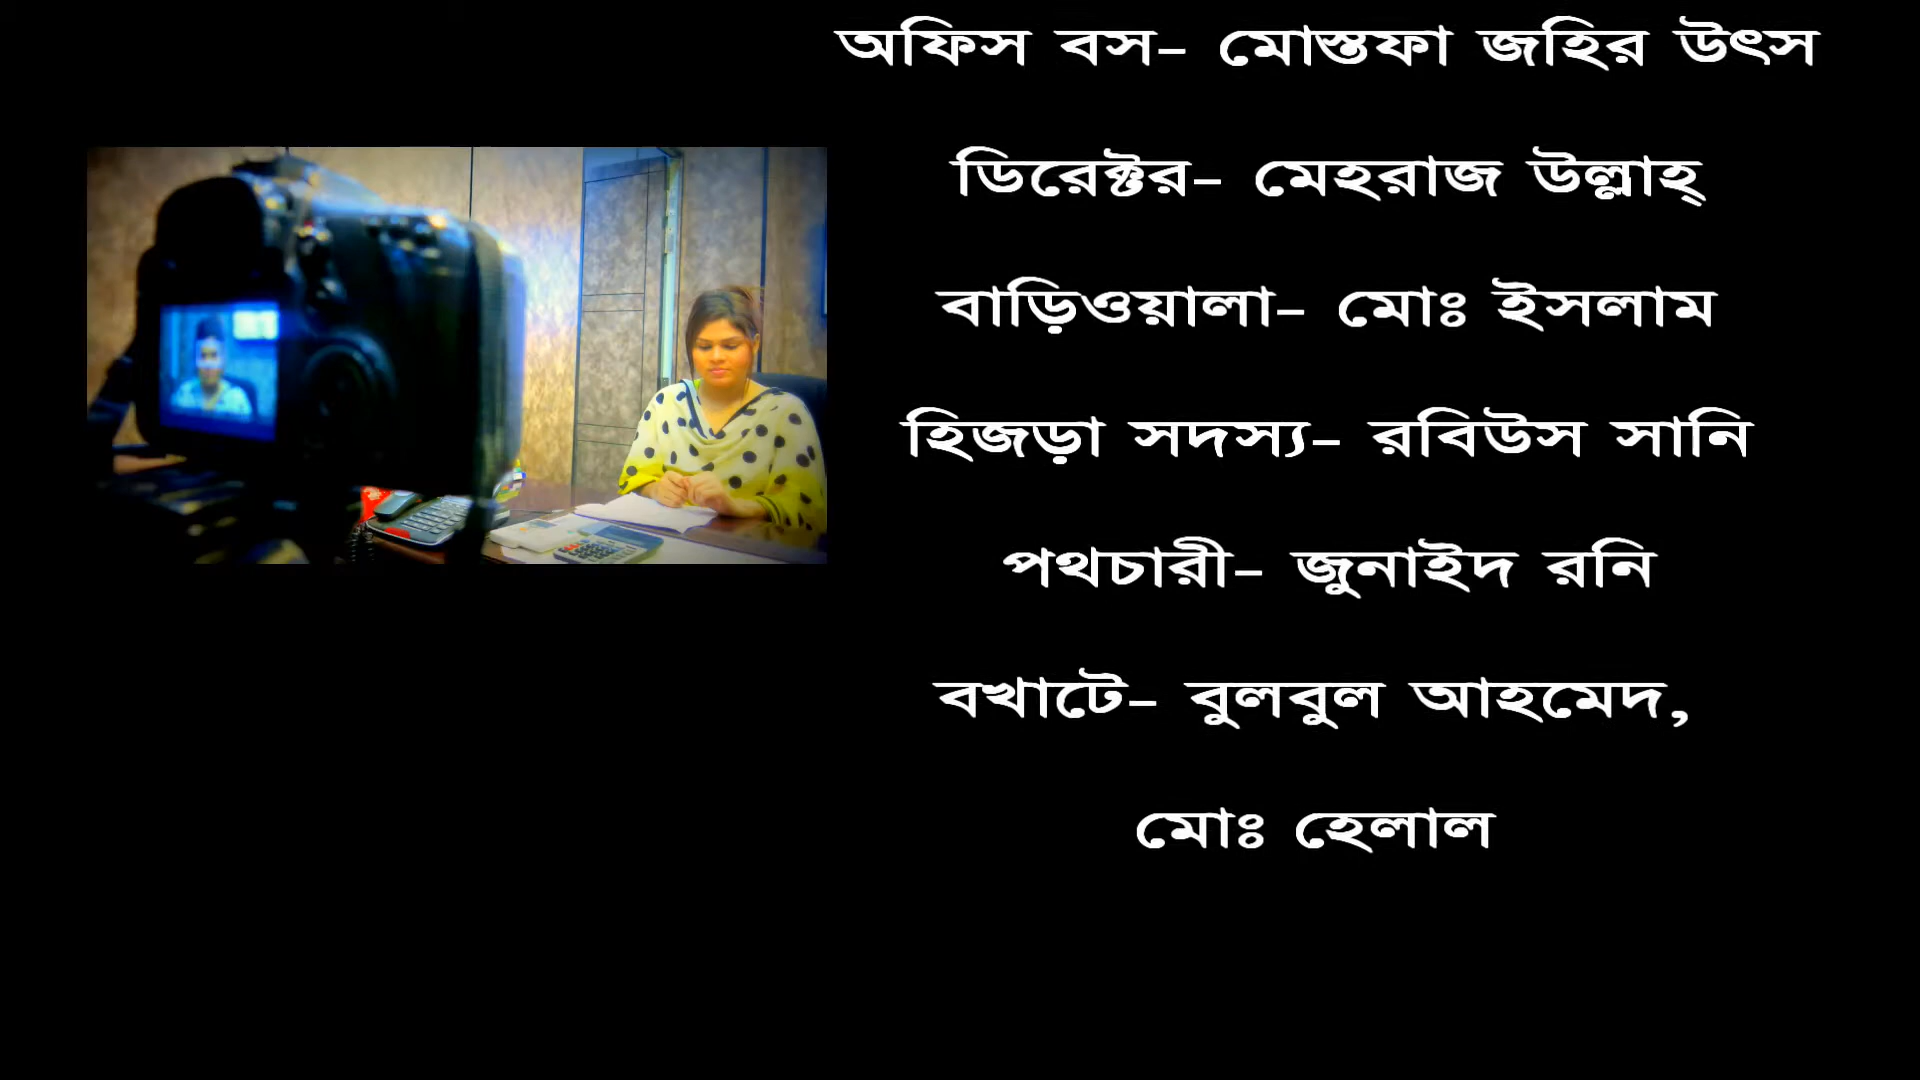 অফিস বস- মোস্তফা জহির উৎস
ডিরেক্টর- মেহরাজ উল্লাহ্
বাড়িওয়ালা- মোঃ ইসলাম
হিজড়া সদস্য- রবিউস সানি
পথচারী- জুনাইদ রনি
বখাটে- বুলবুল আহমেদ,
মোঃ হেলাল